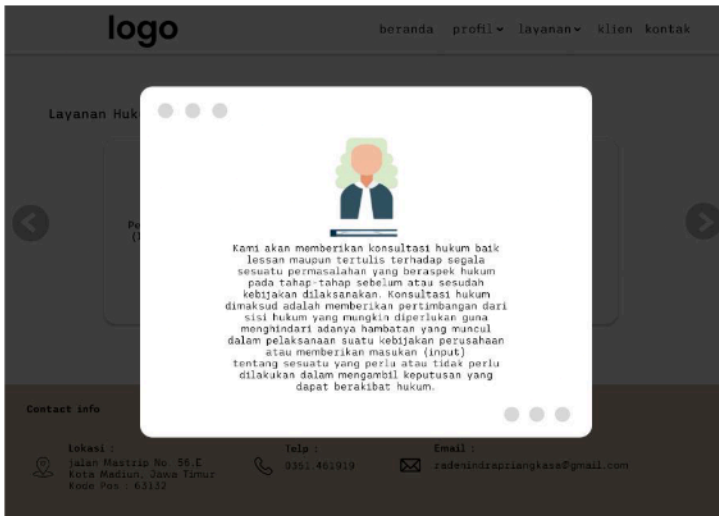 logo
beranda profil layanan klien kontak
Layanan Huk
Pe
(
Kami akan memberikan konsultasi hukum baik
lessan maupun tertulis terhadap segala
sesuatu permasalahan yang beraspek hukum
pada tahap-tahap sebelum atau sesudah
kebijakan dilaksanakan. Konsultasi hukum
dimaksud adalah memberikan pertimbangan dari
sisi hukum yang mungkin diperlukan guna
menghindari adanya hambatan yang muncul
dalam pelaksanaan suatu kebijakan perusahaan
atau memberikan masukan (input)
tentang sesuatu yang perlu atau tidak perlu
dilakukan dalam mengambil keputusan yang
dapat berakibat hukum.
Contact info
Lokasi :
jalan Mastrip No. 56.E
Kota Madiun, Jawa Timur
Kode Pos : 63132
Telp :
0351.461919
Email :
radenindrapriangkasa@gmail.com